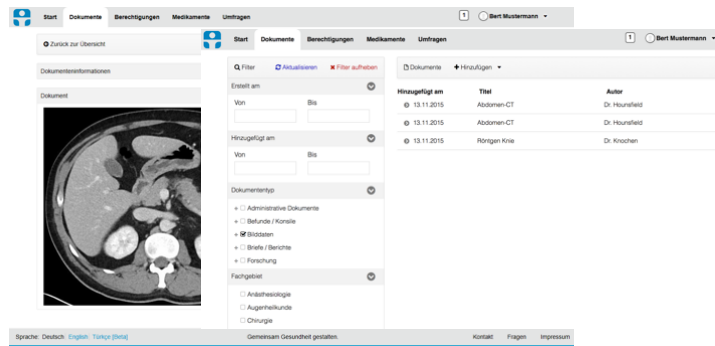 Start Dokumente Berechtigungen Medikamente Umfragen 1 Bert Mustermann
Zurück zur Übersicht
Dokumenteninformationen
Dokument
Start Dokumente Berechtigungen Medikamente Umfragen 1 Bert Mustermann
Filter Aktualisieren Filter aufheben
Erstellt am
Von Bis
Hinzugefügt am
Von Bis
Dokumententyp
Administrative Dokumente
Befunde / Konsile
Bilddaten
Briefe / Berichte
Forschung
Fachgebiet
Anästhesiologie
Augenheilkunde
Chirurgie
Dokumente Hinzufügen
Hinzugefügt am Titel Autor
13.11.2015 Abdomen-CT Dr. Hounsfield
13.11.2015 Abdomen-CT Dr. Hounsfield
13.11.2015 Röntgen Knie Dr. Knochen
Sprache: Deutsch English Türkçe [Beta] Gemeinsam Gesundheit gestalten. Kontakt Fragen Impressum